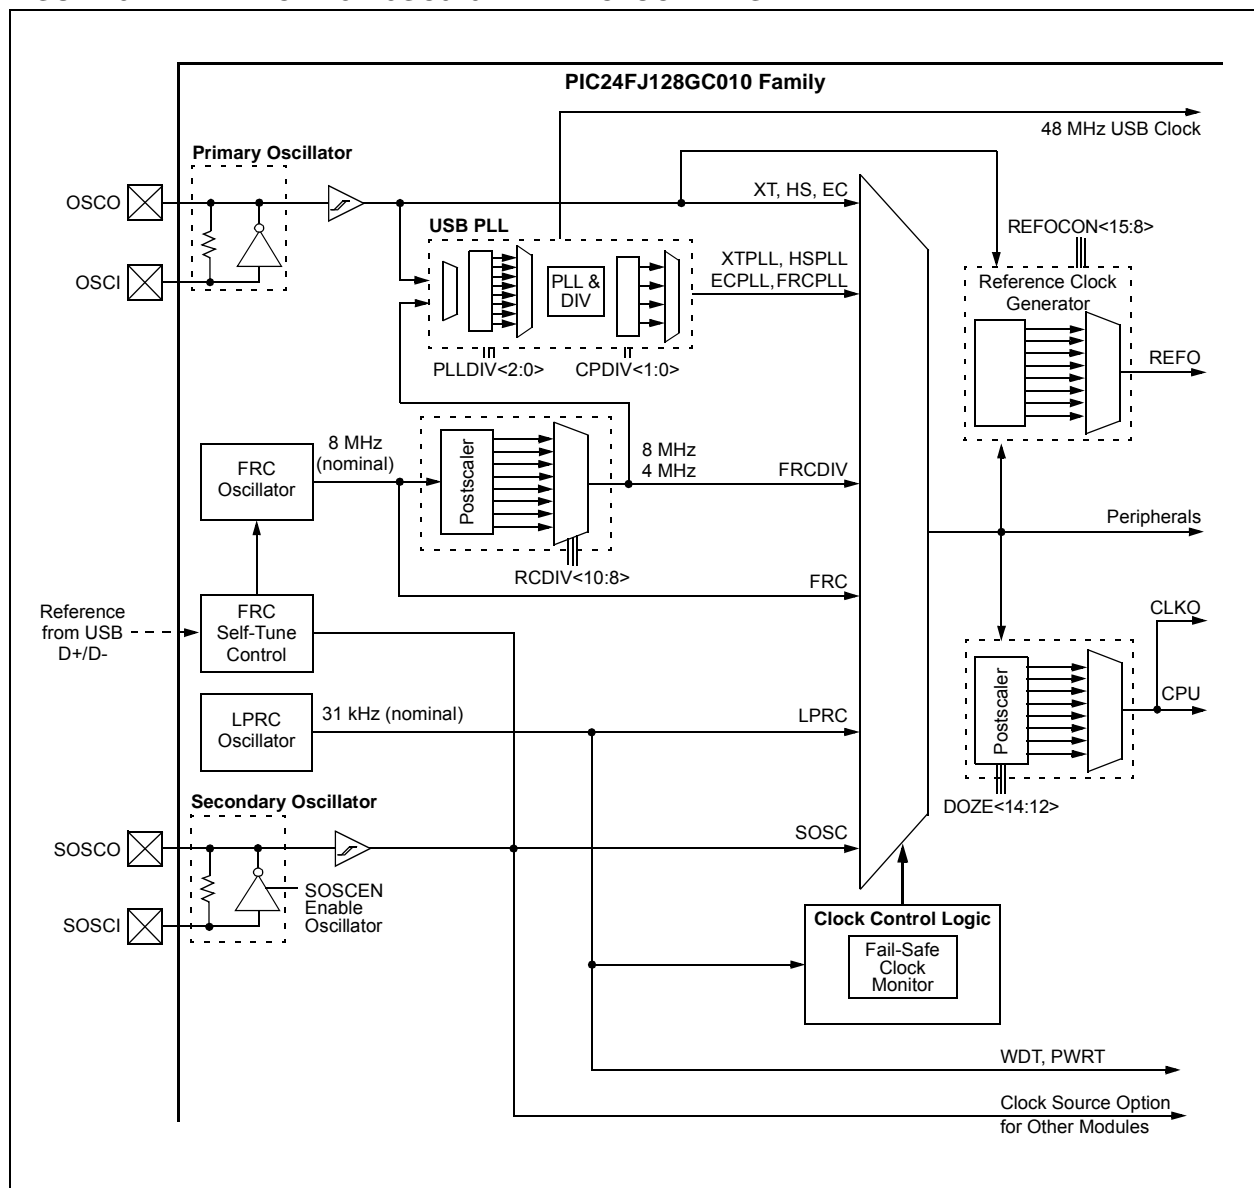 PIC24FJ128GC010 Family
48 MHz USB Clock
Primary Oscillator
OSCO
OSCI
XT, HS, EC
USB PLL
PLL &
DIV
XTPLL, HSPLL
ECPLL, FRCPLL
PLLDIV<2:0>
CPDIV<1:0>
REFOCON<15:8>
Reference Clock
Generator
REFO
8 MHz
(nominal)
FRC
Oscillator
Postscaler
8 MHz
4 MHz
FRCDIV
RCDIV<10:8>
Peripherals
FRC
Reference
from USB
D+/D-
FRC
Self-Tune
Control
CLKO
CPU
Postscaler
DOZE<14:12>
LPRC
Oscillator
31 kHz (nominal)
LPRC
Secondary Oscillator
SOSCO
SOSCI
SOSCEN
Enable
Oscillator
SOSC
Clock Control Logic
Fail-Safe
Clock
Monitor
WDT, PWRT
Clock Source Option
for Other Modules